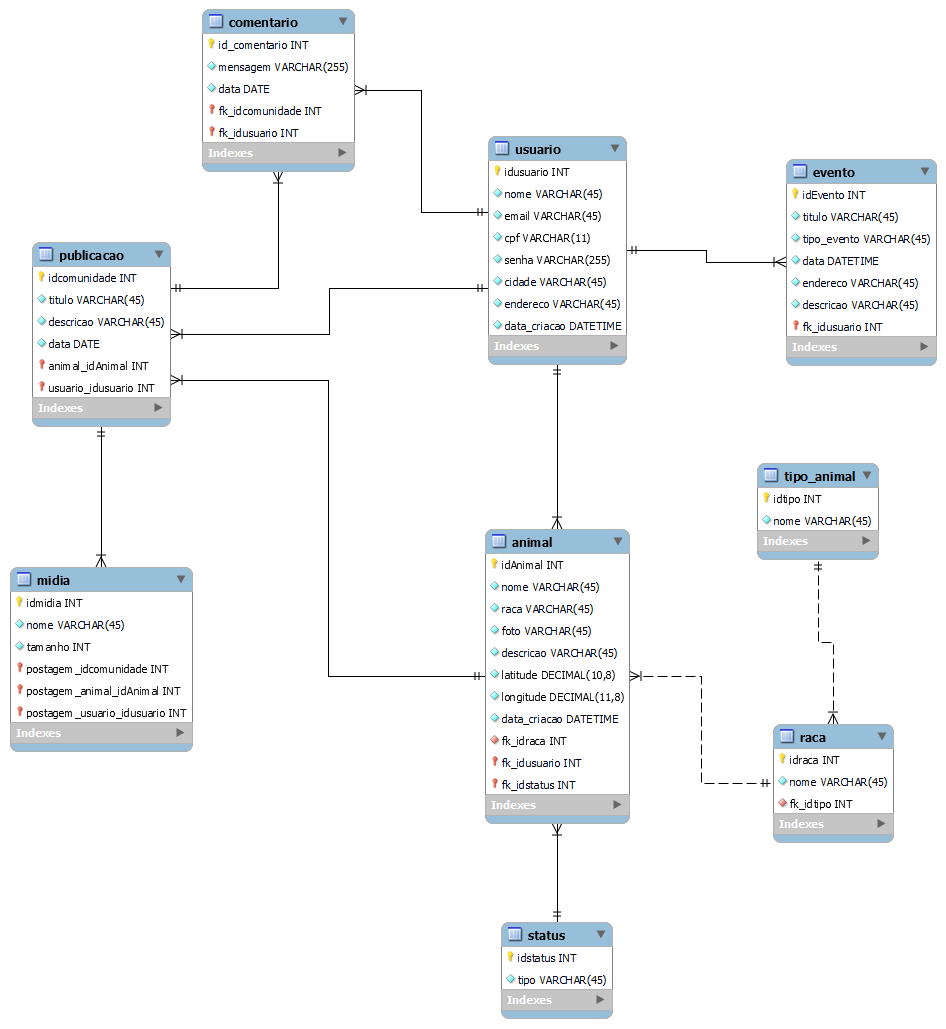 comentario
id_comentario INT
mensagem VARCHAR(255)
data DATE
fk_idcomunidade INT
fk_idusuario INT
Indexes
usuario
idusuario INT
nome VARCHAR(45)
email VARCHAR(45)
cpf VARCHAR(11)
senha VARCHAR(255)
cidade VARCHAR(45)
endereco VARCHAR(45)
data_criacao DATETIME
Indexes
evento
idEvento INT
titulo VARCHAR(45)
tipo_evento VARCHAR(45)
data DATETIME
endereco VARCHAR(45)
descricao VARCHAR(45)
fk_idusuario INT
Indexes
publicacao
idcomunidade INT
titulo VARCHAR(45)
descricao VARCHAR(45)
data DATE
animal_idAnimal INT
usuario_idusuario INT
Indexes
tipo_animal
idtipo INT
nome VARCHAR(45)
Indexes
animal
idAnimal INT
nome VARCHAR(45)
raca VARCHAR(45)
foto VARCHAR(45)
descricao VARCHAR(45)
latitude DECIMAL(10,8)
longitude DECIMAL(11,8)
data_criacao DATETIME
fk_idraca INT
fk_idusuario INT
fk_idstatus INT
Indexes
midia
idmidia INT
nome VARCHAR(45)
tamanho INT
postagem_idcomunidade INT
postagem_animal_idAnimal INT
postagem_usuario_idusuario INT
Indexes
raca
idraca INT
nome VARCHAR(45)
fk_idtipo INT
Indexes
status
idstatus INT
tipo VARCHAR(45)
Indexes